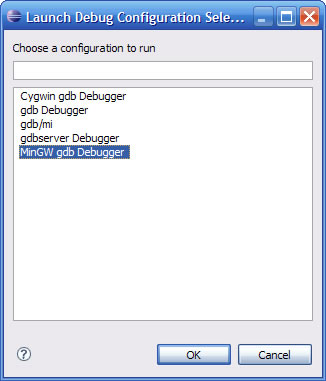 Launch Debug Configuration Sele...
Choose a configuration to run
Cygwin gdb Debugger
gdb Debugger
gdb/mi
gdbserver Debugger
MinGW gdb Debugger
?
OK
Cancel